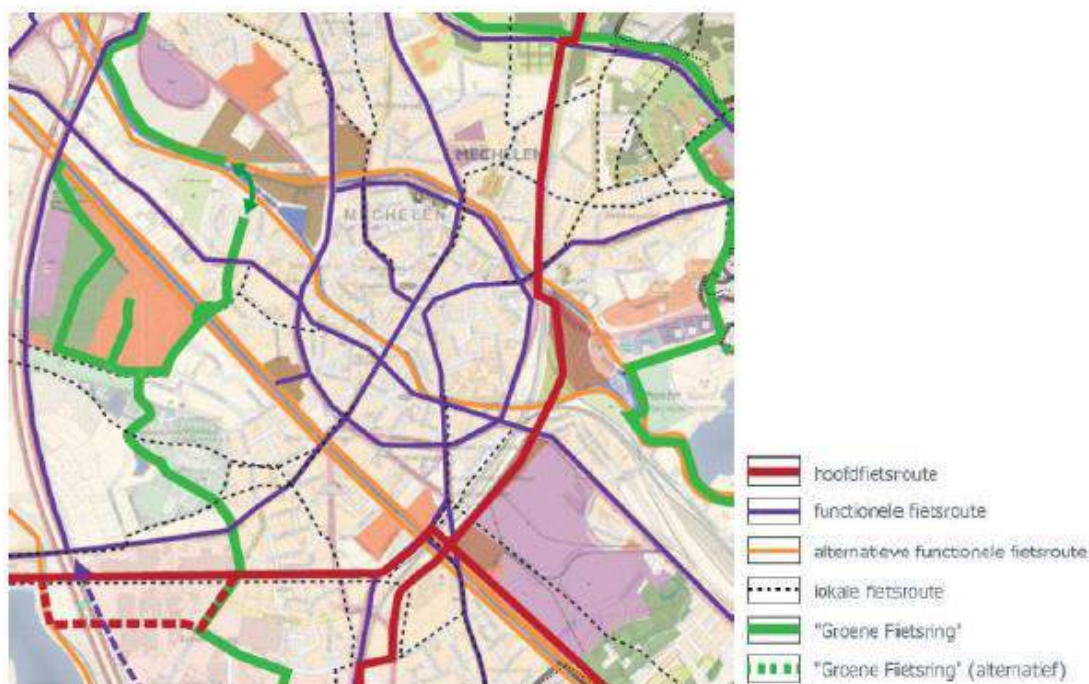 MECHELEN
MECHELEN
hoofdfietsroute
functionele fietsroute
alternatieve functionele fietsroute
lokale fietsroute
"Groene Fietsring"
"Groene Fietsring" (alternatief)